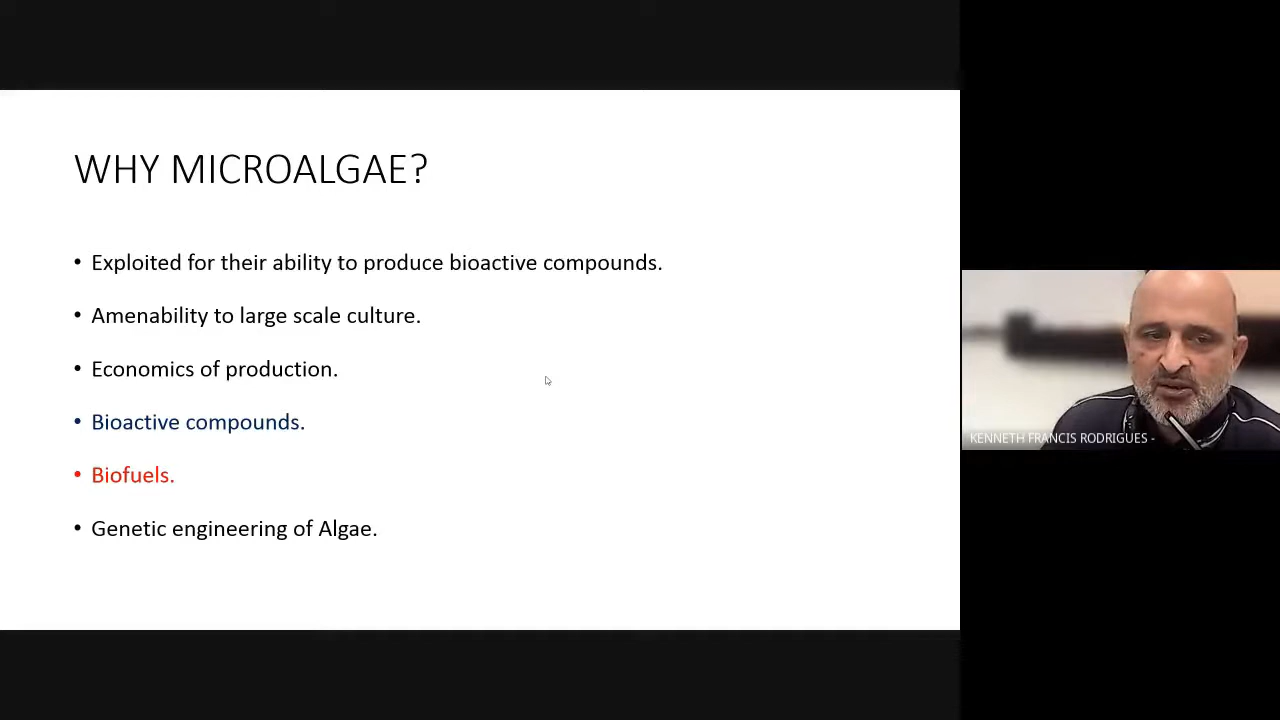 WHY MICROALGAE?
• Exploited for their ability to produce bioactive compounds.
• Amenability to large scale culture.
• Economics of production.
• Bioactive compounds.
• Biofuels.
• Genetic engineering of Algae.
KENNETH FRANCIS RODRIGUES -